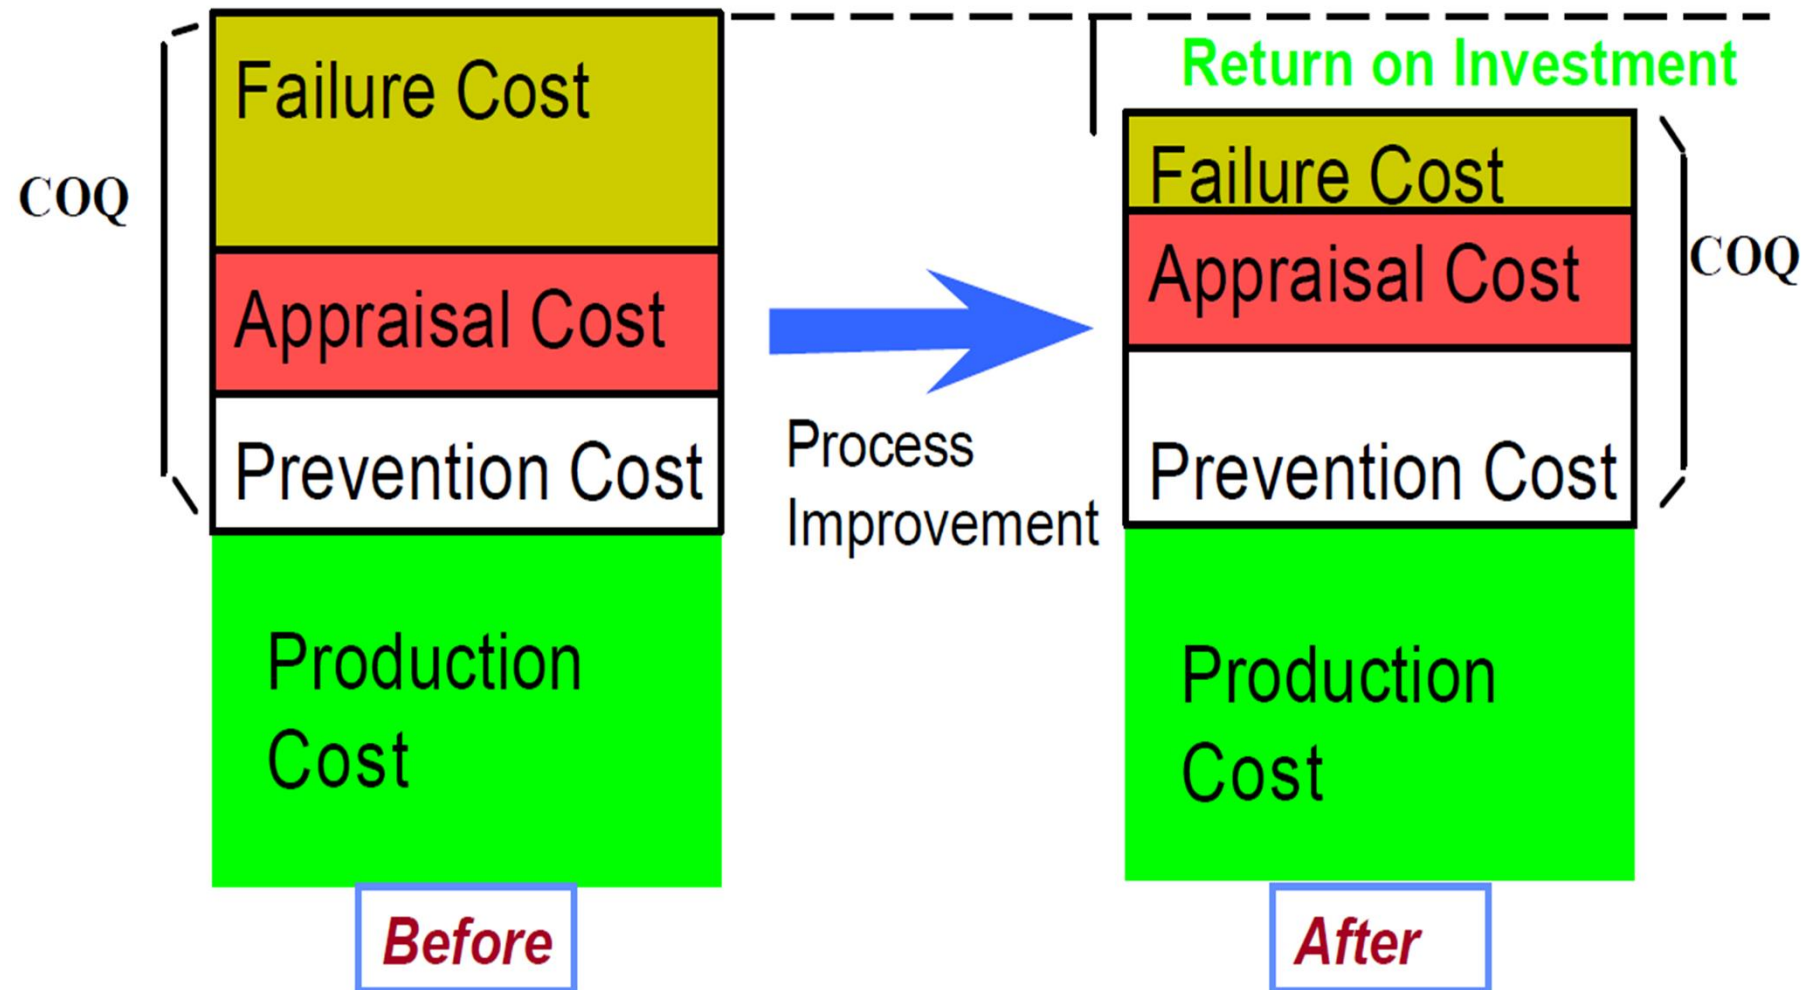 COQ
Failure Cost
Appraisal Cost
Prevention Cost
Production
Cost
Before
Process
Improvement
Return on Investment
Failure Cost
Appraisal Cost
Prevention Cost
COQ
Production
Cost
After